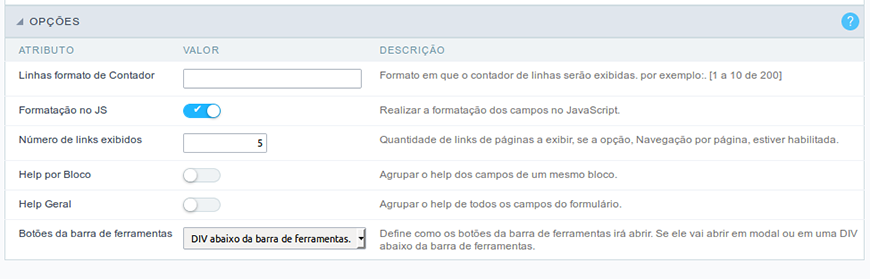 OPÇÕES
?
ATRIBUTO VALOR DESCRIÇÃO
Linhas formato de Contador Formato em que o contador de linhas serão exibidas. por exemplo:. [1 a 10 de 200]
Formatação no JS Realizar a formatação dos campos no JavaScript.
Número de links exibidos 5 Quantidade de links de páginas a exibir, se a opção, Navegação por página, estiver habilitada.
Help por Bloco Agrupar o help dos campos de um mesmo bloco.
Help Geral Agrupar o help de todos os campos do formulário.
Botões da barra de ferramentas DIV abaixo da barra de ferramentas. Define como os botões da barra de ferramentas irá abrir. Se ele vai abrir em modal ou em uma DIV
abaixo da barra de ferramentas.